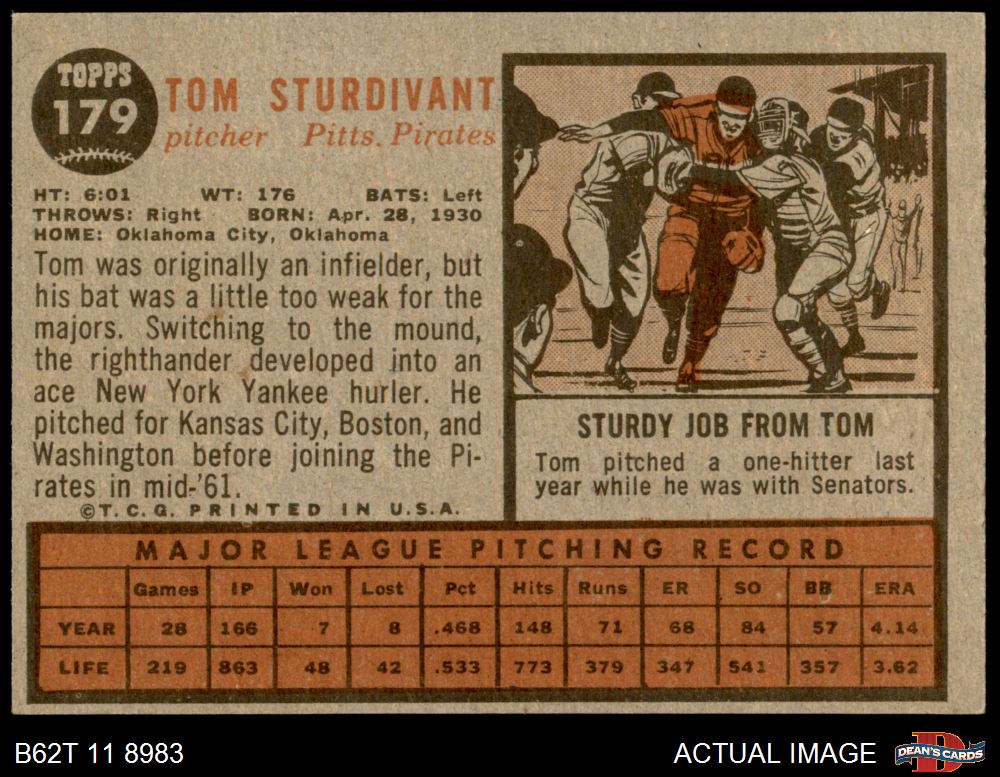 TOPPS
179
TOM STURDIVANT
pitcher Pitts. Pirates
HT: 6:01 WT: 176 BATS: Left
THROWS: Right BORN: Apr. 28, 1930
HOME: Oklahoma City, Oklahoma
Tom was originally an infielder, but
his bat was a little too weak for the
majors. Switching to the mound,
the righthander developed into an
ace New York Yankee hurler. He
pitched for Kansas City, Boston, and
Washington before joining the Pi-
rates in mid-'61.
©T.C.G. PRINTED IN U.S.A.
STURDY JOB FROM TOM
Tom pitched a one-hitter last
year while he was with Senators.
MAJOR LEAGUE PITCHING RECORD
Games IP Won Lost Pct Hits Runs ER SO BB ERA
YEAR 28 166 7 8 .468 148 71 68 84 57 4.14
LIFE 219 863 48 42 .533 773 379 347 541 357 3.62
B62T 11 8983
ACTUAL IMAGE
D
DEAN'S CARDS